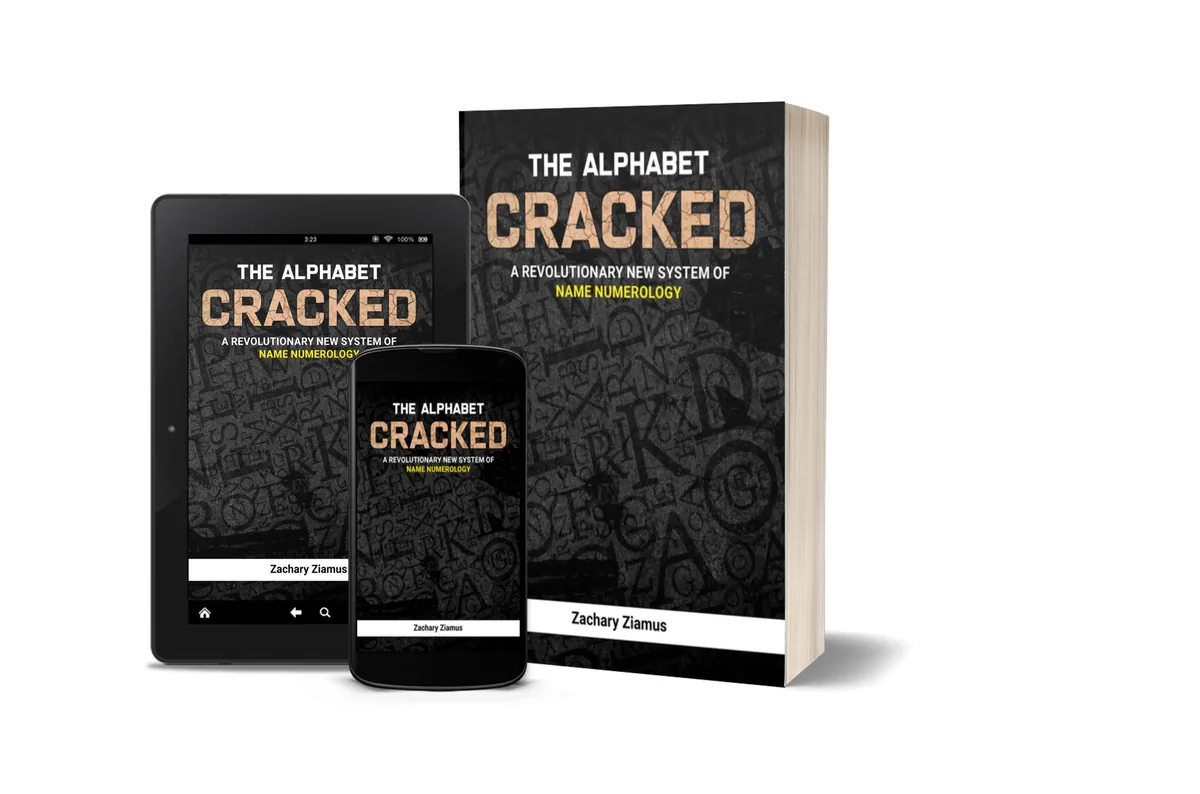 3:23
100%
THE ALPHABET
CRACKED
A REVOLUTIONARY NEW SYSTEM OF
NAME NUMEROLOGY
Zachary Ziamus
THE ALPHABET
CRACKED
A REVOLUTIONARY NEW SYSTEM OF
NAME NUMEROLOGY
Zachary Ziamus
THE ALPHABET
CRACKED
A REVOLUTIONARY NEW SYSTEM OF
NAME NUMEROLOGY
Zachary Ziamus